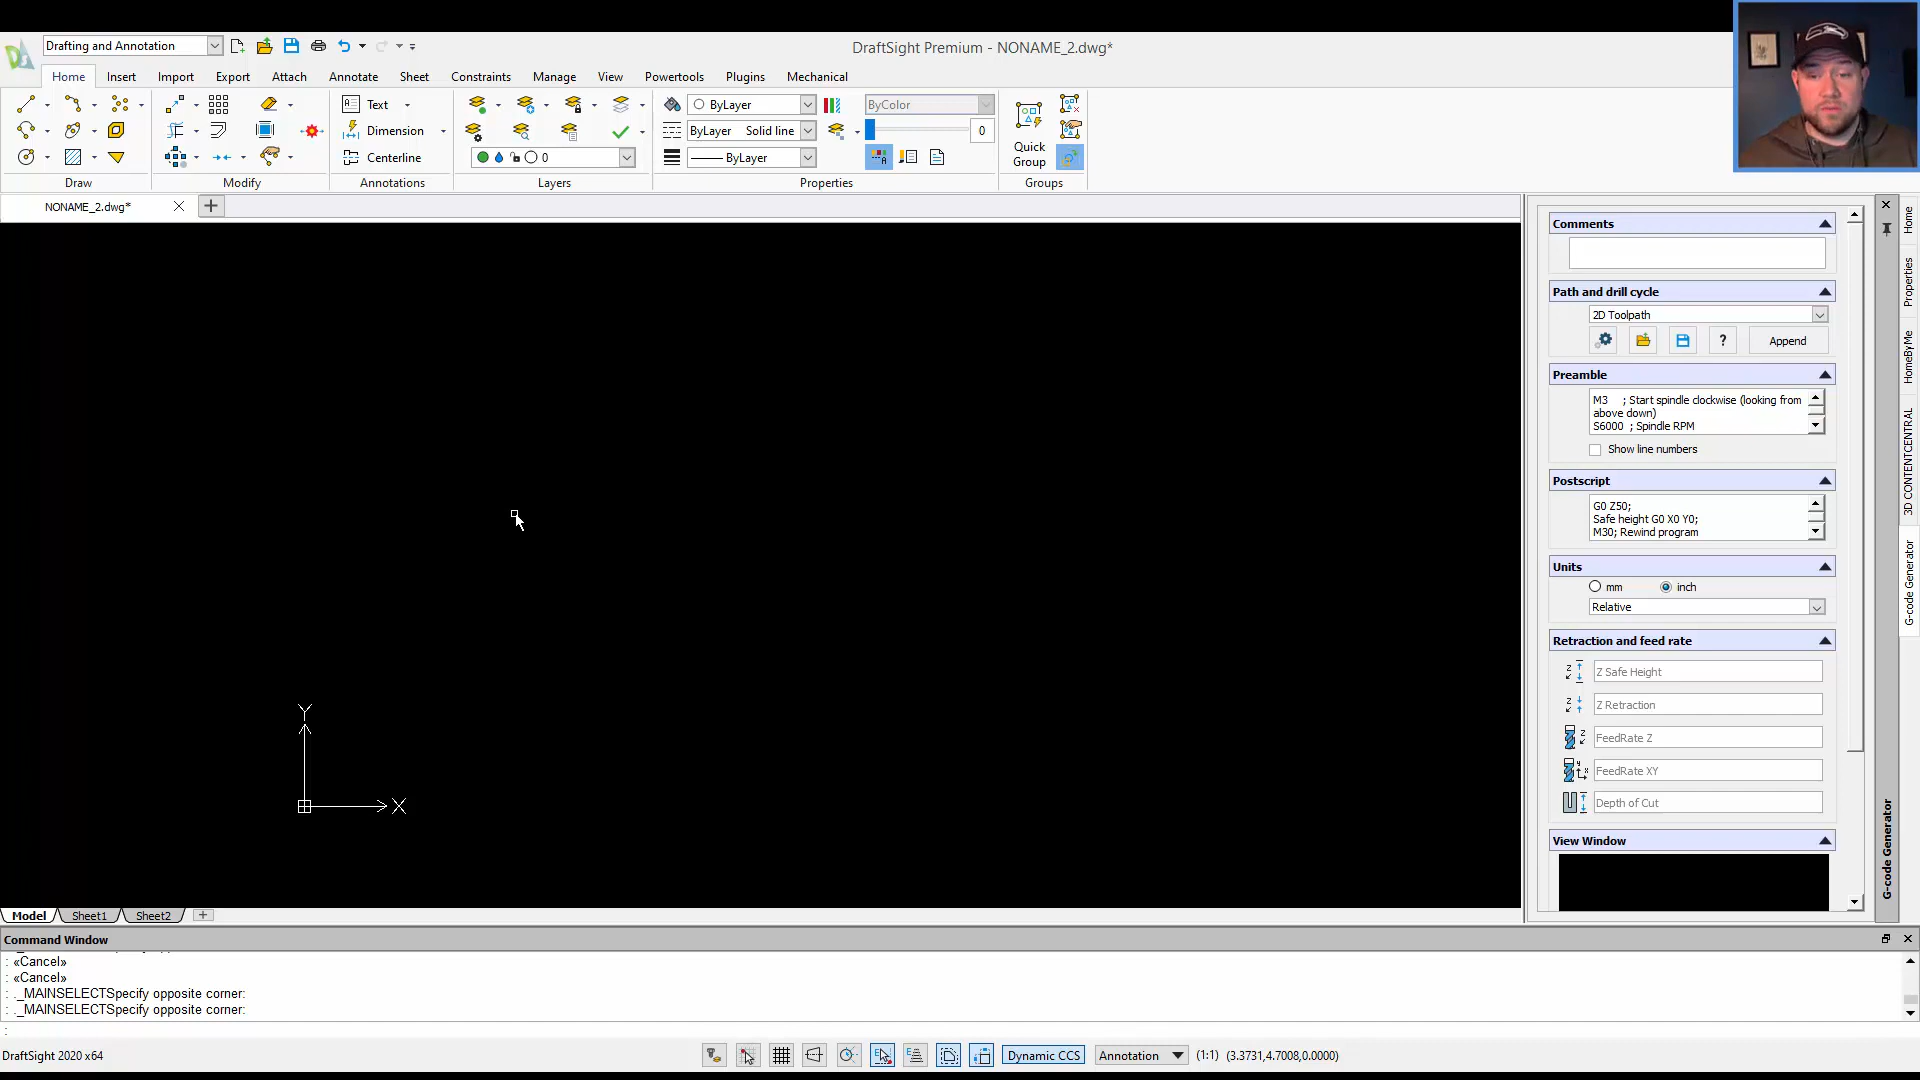 Drafting and Annotation
DraftSight Premium - NONAME_2.dwg*
Home Insert Import Export Attach Annotate Sheet Constraints Manage View Powertools Plugins Mechanical
Text
Dimension
Centerline
ByLayer
ByLayer Solid line
ByLayer
ByColor
0
0
Quick
Group
Draw Modify Annotations Layers Properties Groups
NONAME_2.dwg*
Comments
Path and drill cycle
2D Toolpath
? Append
Preamble
M3 ; Start spindle clockwise (looking from
above down)
S6000 ; Spindle RPM
Show line numbers
Postscript
G0 Z50;
Safe height G0 X0 Y0;
M30; Rewind program
Units
mm inch
Relative
Retraction and feed rate
Z Safe Height
Z Retraction
FeedRate Z
FeedRate XY
Depth of Cut
View Window
Home
Properties
HomeByMe
3D CONTENTCENTRAL
G-code Generator
G-code Generator
Y
X
Model Sheet1 Sheet2
Command Window
: «Cancel»
: «Cancel»
: ._MAINSELECTSpecify opposite corner:
: ._MAINSELECTSpecify opposite corner:
:
DraftSight 2020 x64
Dynamic CCS Annotation (1:1) (3.3731,4.7008,0.0000)